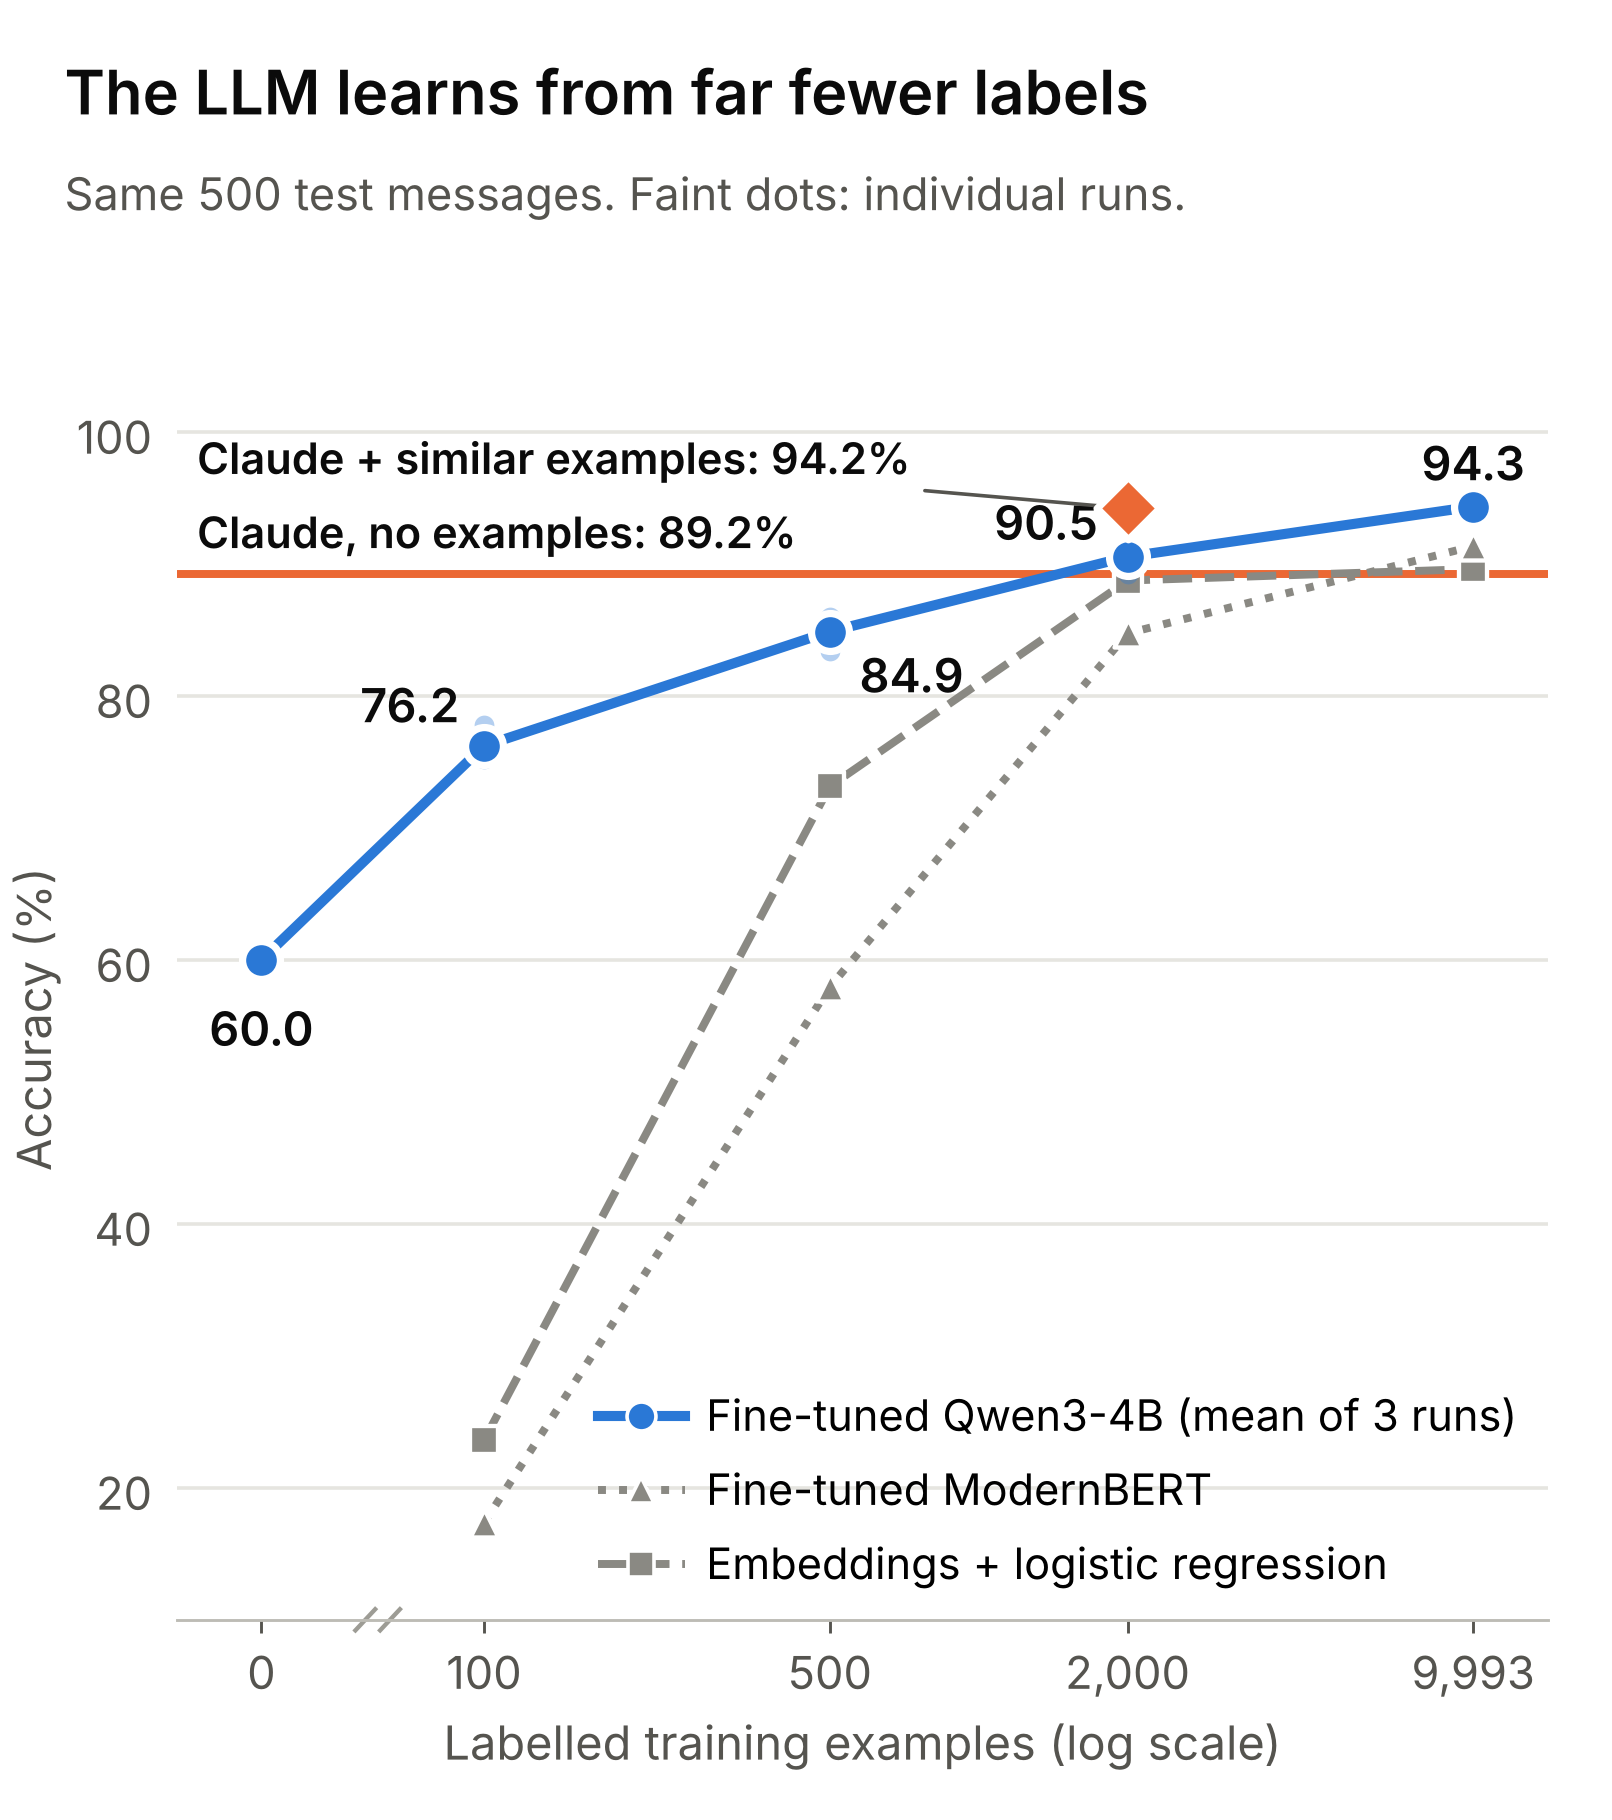 The LLM learns from far fewer labels
Same 500 test messages. Faint dots: individual runs.
100
Claude + similar examples: 94.2%
94.3
90.5
Claude, no examples: 89.2%
84.9
80
76.2
Accuracy (%)
60
60.0
40
Fine-tuned Qwen3-4B (mean of 3 runs)
20
Fine-tuned ModernBERT
Embeddings + logistic regression
0
100
500
2,000
9,993
Labelled training examples (log scale)